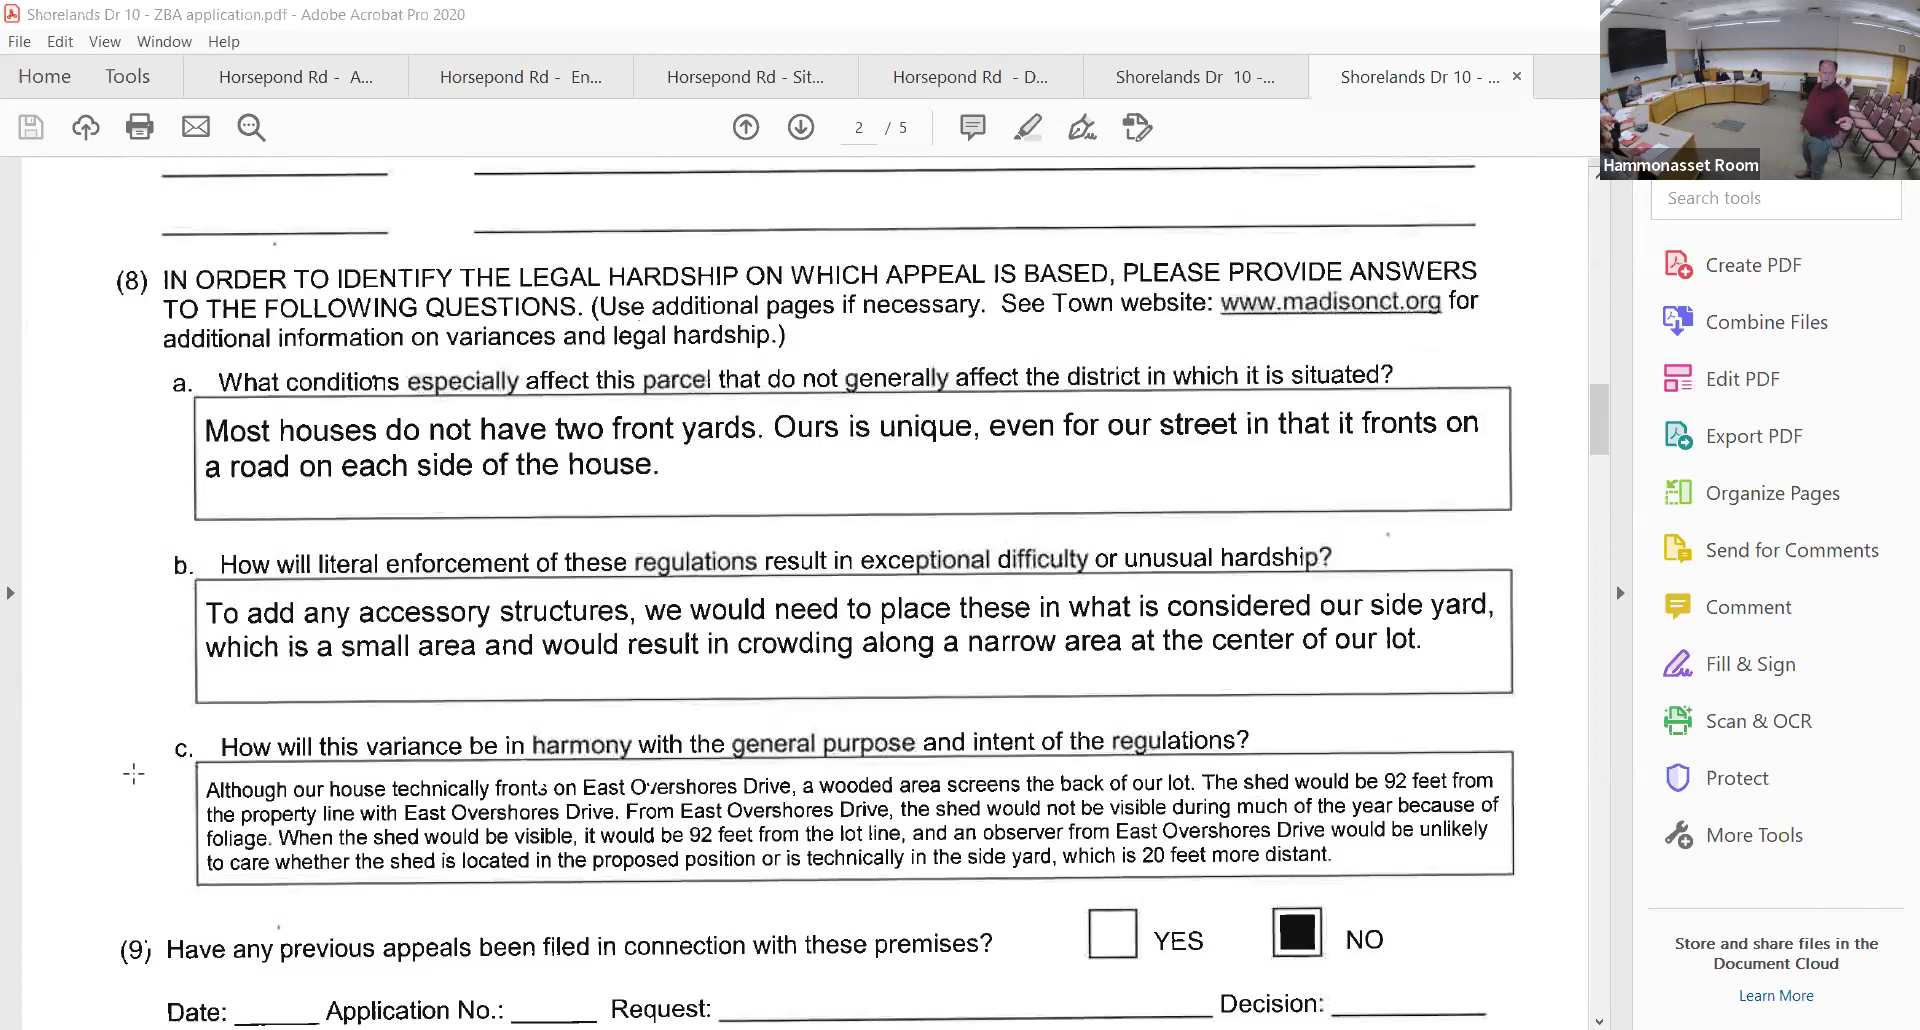 Shorelands Dr 10 - ZBA application.pdf - Adobe Acrobat Pro 2020
File Edit View Window Help
Home Tools Horsepond Rd - A... Horsepond Rd - En... Horsepond Rd - Sit... Horsepond Rd - D... Shorelands Dr 10 -... Shorelands Dr 10 - ...
2 / 5
Hammonasset Room
Search tools
Create PDF
Combine Files
Edit PDF
Export PDF
Organize Pages
Send for Comments
Comment
Fill & Sign
Scan & OCR
Protect
More Tools
Store and share files in the
Document Cloud
Learn More
(8) IN ORDER TO IDENTIFY THE LEGAL HARDSHIP ON WHICH APPEAL IS BASED, PLEASE PROVIDE ANSWERS
TO THE FOLLOWING QUESTIONS. (Use additional pages if necessary. See Town website: www.madisonct.org for
additional information on variances and legal hardship.)
a. What conditions especially affect this parcel that do not generally affect the district in which it is situated?
Most houses do not have two front yards. Ours is unique, even for our street in that it fronts on
a road on each side of the house.
b. How will literal enforcement of these regulations result in exceptional difficulty or unusual hardship?
To add any accessory structures, we would need to place these in what is considered our side yard,
which is a small area and would result in crowding along a narrow area at the center of our lot.
c. How will this variance be in harmony with the general purpose and intent of the regulations?
Although our house technically fronts on East Overshores Drive, a wooded area screens the back of our lot. The shed would be 92 feet from
the property line with East Overshores Drive. From East Overshores Drive, the shed would not be visible during much of the year because of
foliage. When the shed would be visible, it would be 92 feet from the lot line, and an observer from East Overshores Drive would be unlikely
to care whether the shed is located in the proposed position or is technically in the side yard, which is 20 feet more distant.
(9) Have any previous appeals been filed in connection with these premises? YES NO
Date: Application No.: Request: Decision: